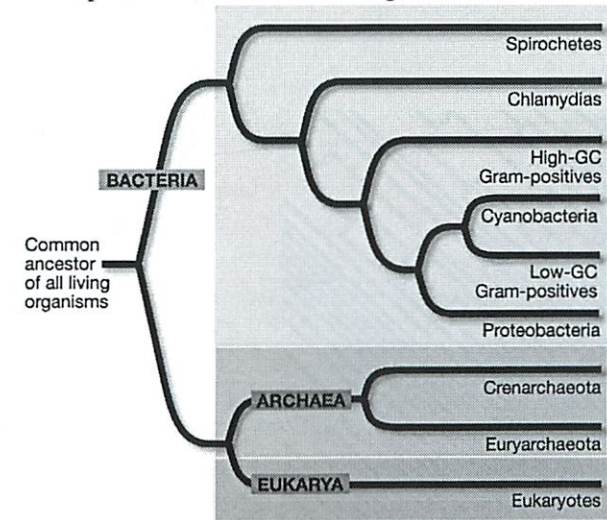 Spirochetes
Chlamydias
High-GC
Gram-positives
BACTERIA
Cyanobacteria
Common
ancestor
of all living
organisms
Low-GC
Gram-positives
Proteobacteria
Crenarchaeota
ARCHAEA
Euryarchaeota
EUKARYA
Eukaryotes